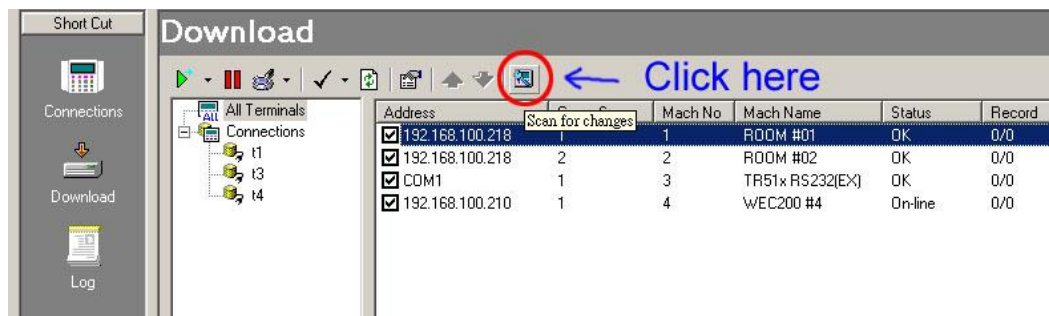 Short Cut
Download
Click here
Connections
Download
Log
All Terminals
Connections
t1
t3
t4
Address Mach No Mach Name Status Record
Scan for changes
192.168.100.218 1 1 ROOM #01 OK 0/0
192.168.100.218 2 2 ROOM #02 OK 0/0
COM1 1 3 TR51x RS232(EX) OK 0/0
192.168.100.210 1 4 WEC200 #4 On-line 0/0